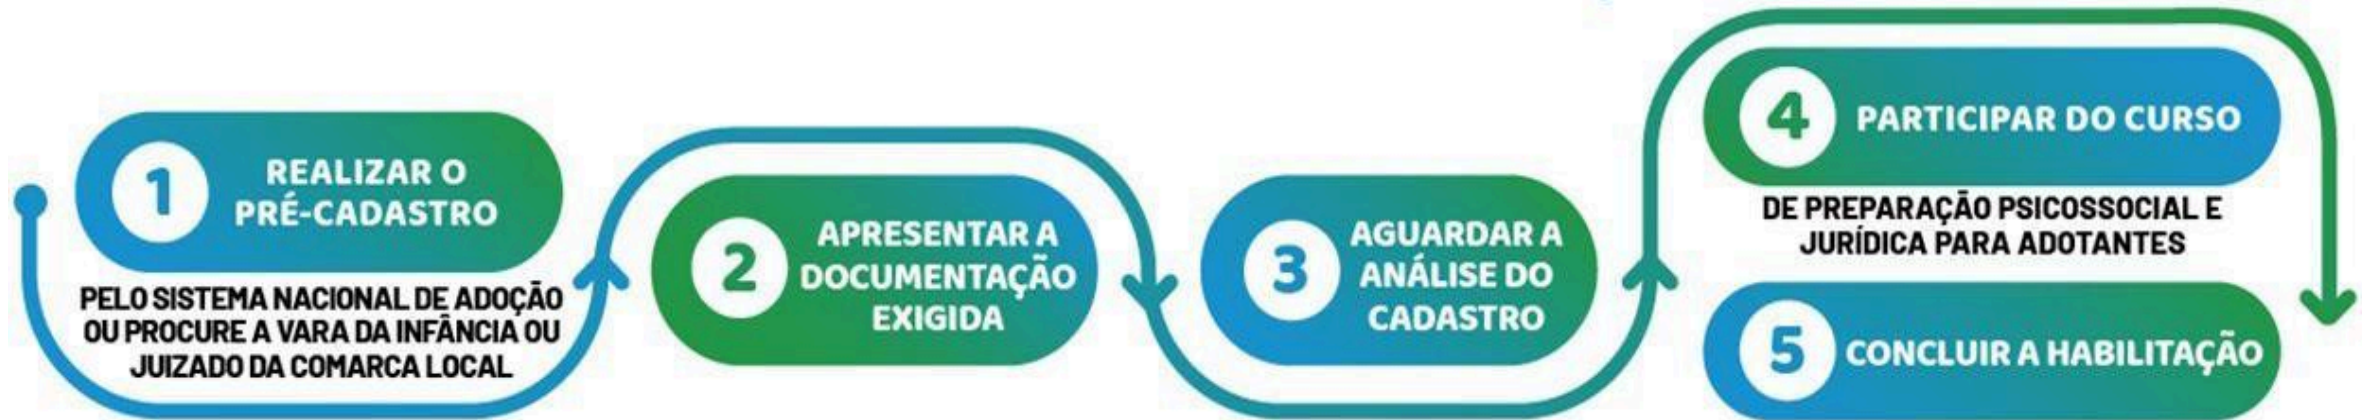 1
REALIZAR O
PRÉ-CADASTRO
PELO SISTEMA NACIONAL DE ADOÇÃO
OU PROCURE A VARA DA INFÂNCIA OU
JUIZADO DA COMARCA LOCAL
2
APRESENTAR A
DOCUMENTAÇÃO
EXIGIDA
3
AGUARDAR A
ANÁLISE DO
CADASTRO
4
PARTICIPAR DO CURSO
DE PREPARAÇÃO PSICOSSOCIAL E
JURÍDICA PARA ADOTANTES
5
CONCLUIR A HABILITAÇÃO